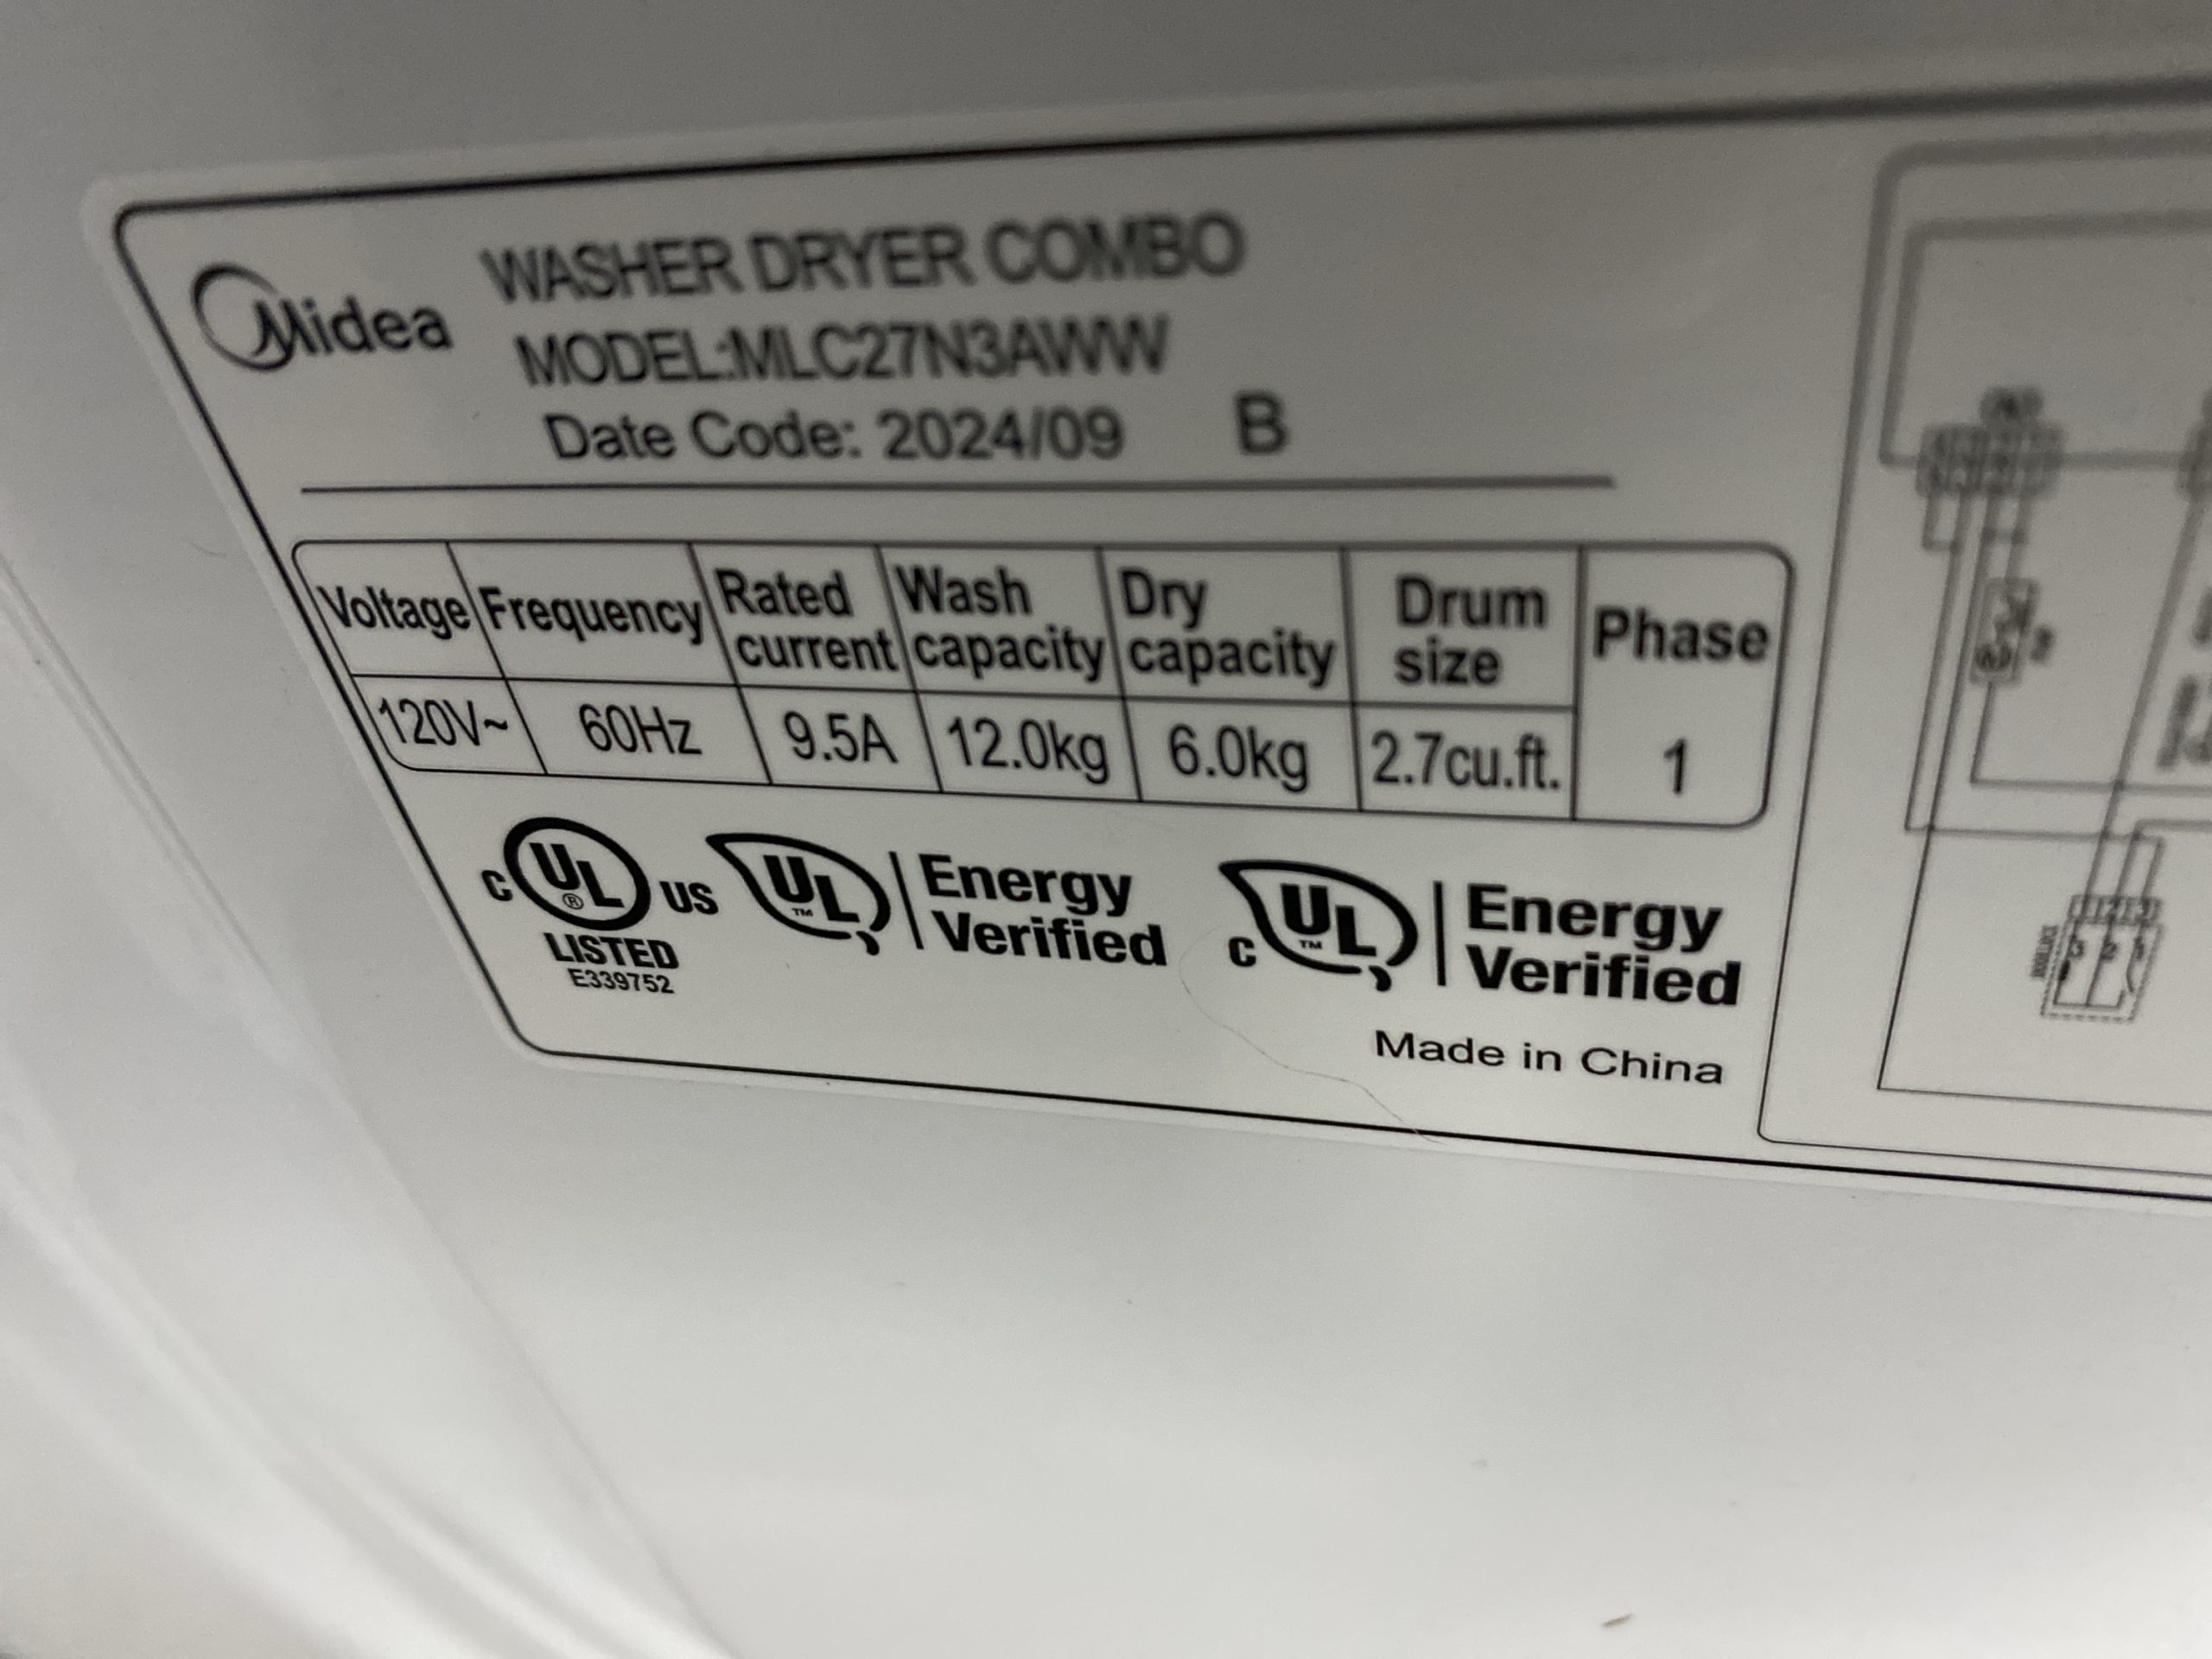 Midea
WASHER DRYER COMBO
MODEL:MLC27N3AWW
Date Code: 2024/09 B
Voltage Frequency Rated current Wash capacity Dry capacity Drum size Phase
120V~ 60Hz 9.5A 12.0kg 6.0kg 2.7cu.ft. 1
C UL ® US LISTED E339752
UL ™ Energy Verified
C UL ™ Energy Verified
Made in China